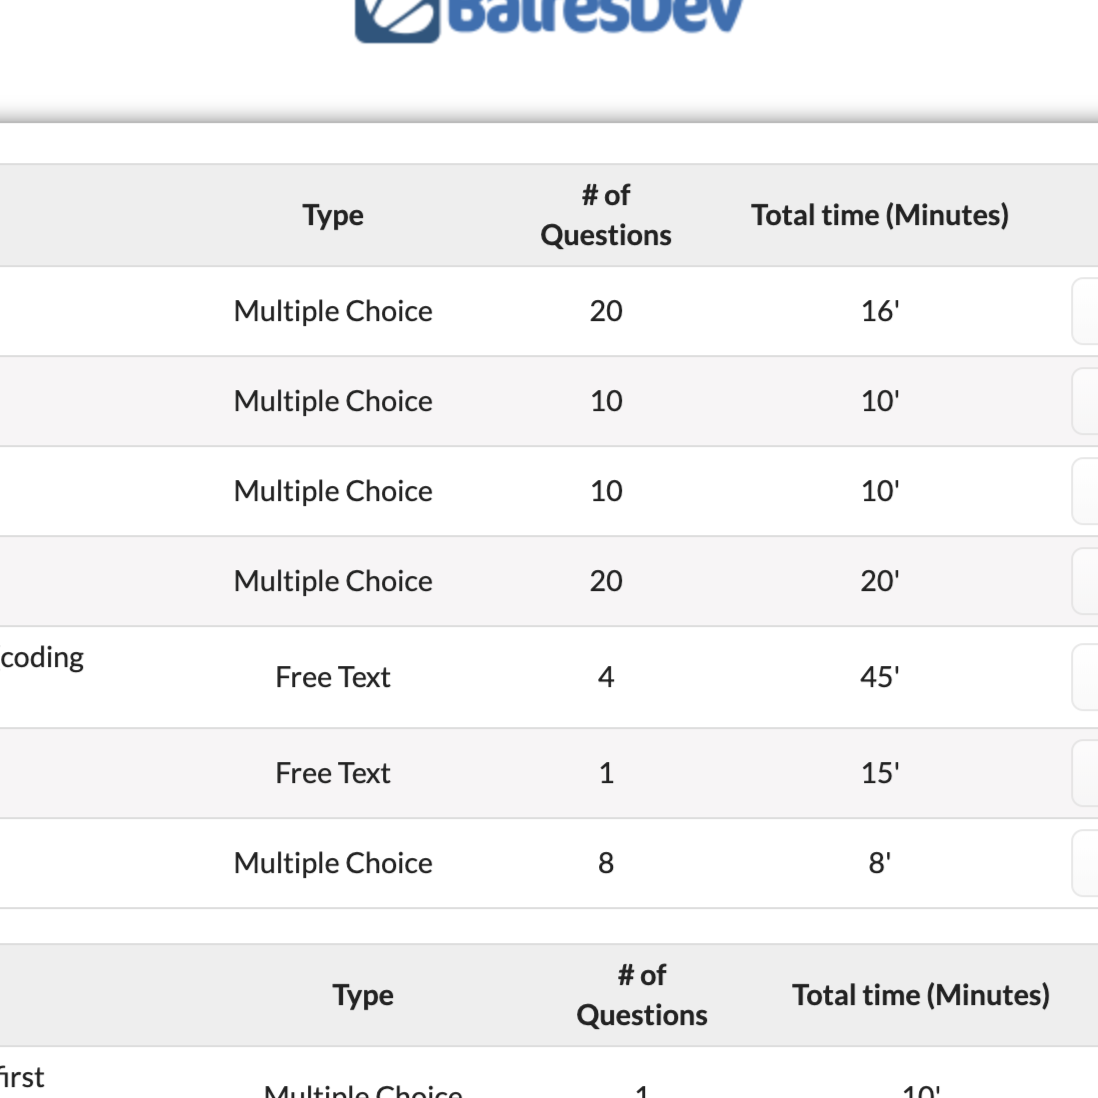 BairesDev
Type # of Questions Total time (Minutes)
Multiple Choice 20 16'
Multiple Choice 10 10'
Multiple Choice 10 10'
Multiple Choice 20 20'
coding
Free Text 4 45'
Free Text 1 15'
Multiple Choice 8 8'
Type # of Questions Total time (Minutes)
first
Multiple Choice 1 10'